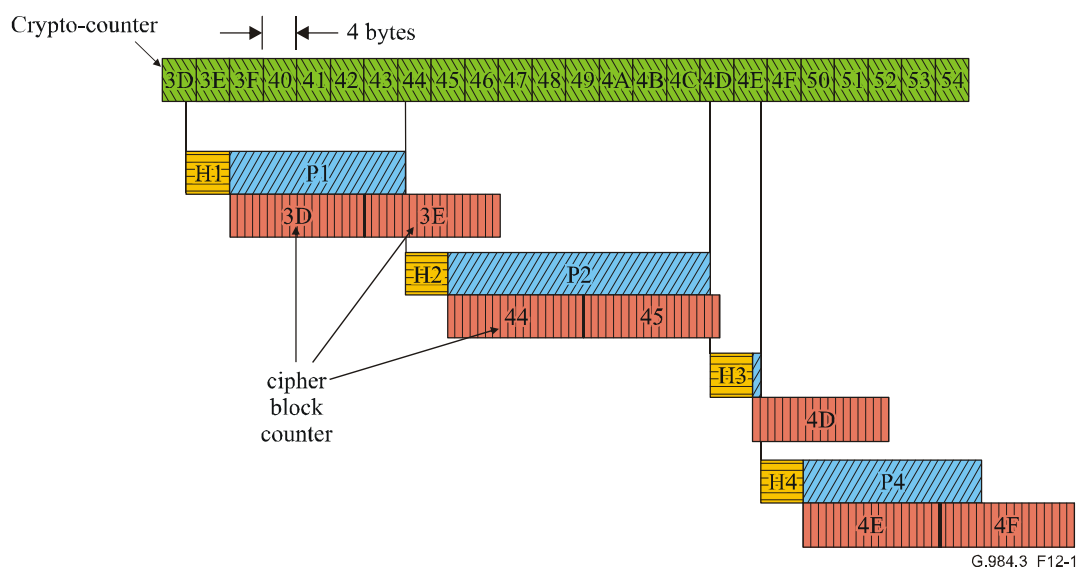 Crypto-counter
4 bytes
3D 3E 3F 40 41 42 43 44 45 46 47 48 49 4A 4B 4C 4D 4E 4F 50 51 52 53 54
H1 P1
3D 3E
H2 P2
44 45
H3
cipher
block
counter
4D
H4 P4
4E 4F
G.984.3_F12-1